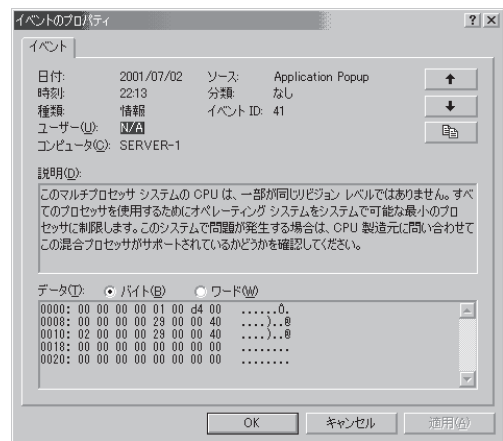 イベントのプロパティ
イベント
日付: 2001/07/02 ソース: Application Popup
時刻: 22:13 分類: なし
種類: 情報 イベント ID: 41
ユーザー(U): N/A
コンピュータ(C): SERVER-1
説明(D):
このマルチプロセッサ システムの CPU は、一部が同じリビジョン レベルではありません。すべ
てのプロセッサを使用するためにオペレーティング システムをシステムで可能な最小のプロ
セッサに制限します。このシステムで問題が発生する場合は、CPU 製造元に問い合わせて
この混合プロセッサがサポートされているかどうかを確認してください。
データ(T): バイト(B) ワード(W)
0000: 00 00 00 00 01 00 d4 00 ......Ô.
0008: 00 00 00 00 29 00 00 40 ....)..@
0010: 02 00 00 00 29 00 00 40 ....)..@
0018: 00 00 00 00 00 00 00 00 ........
0020: 00 00 00 00 00 00 00 00 ........
OK キャンセル 適用(A)